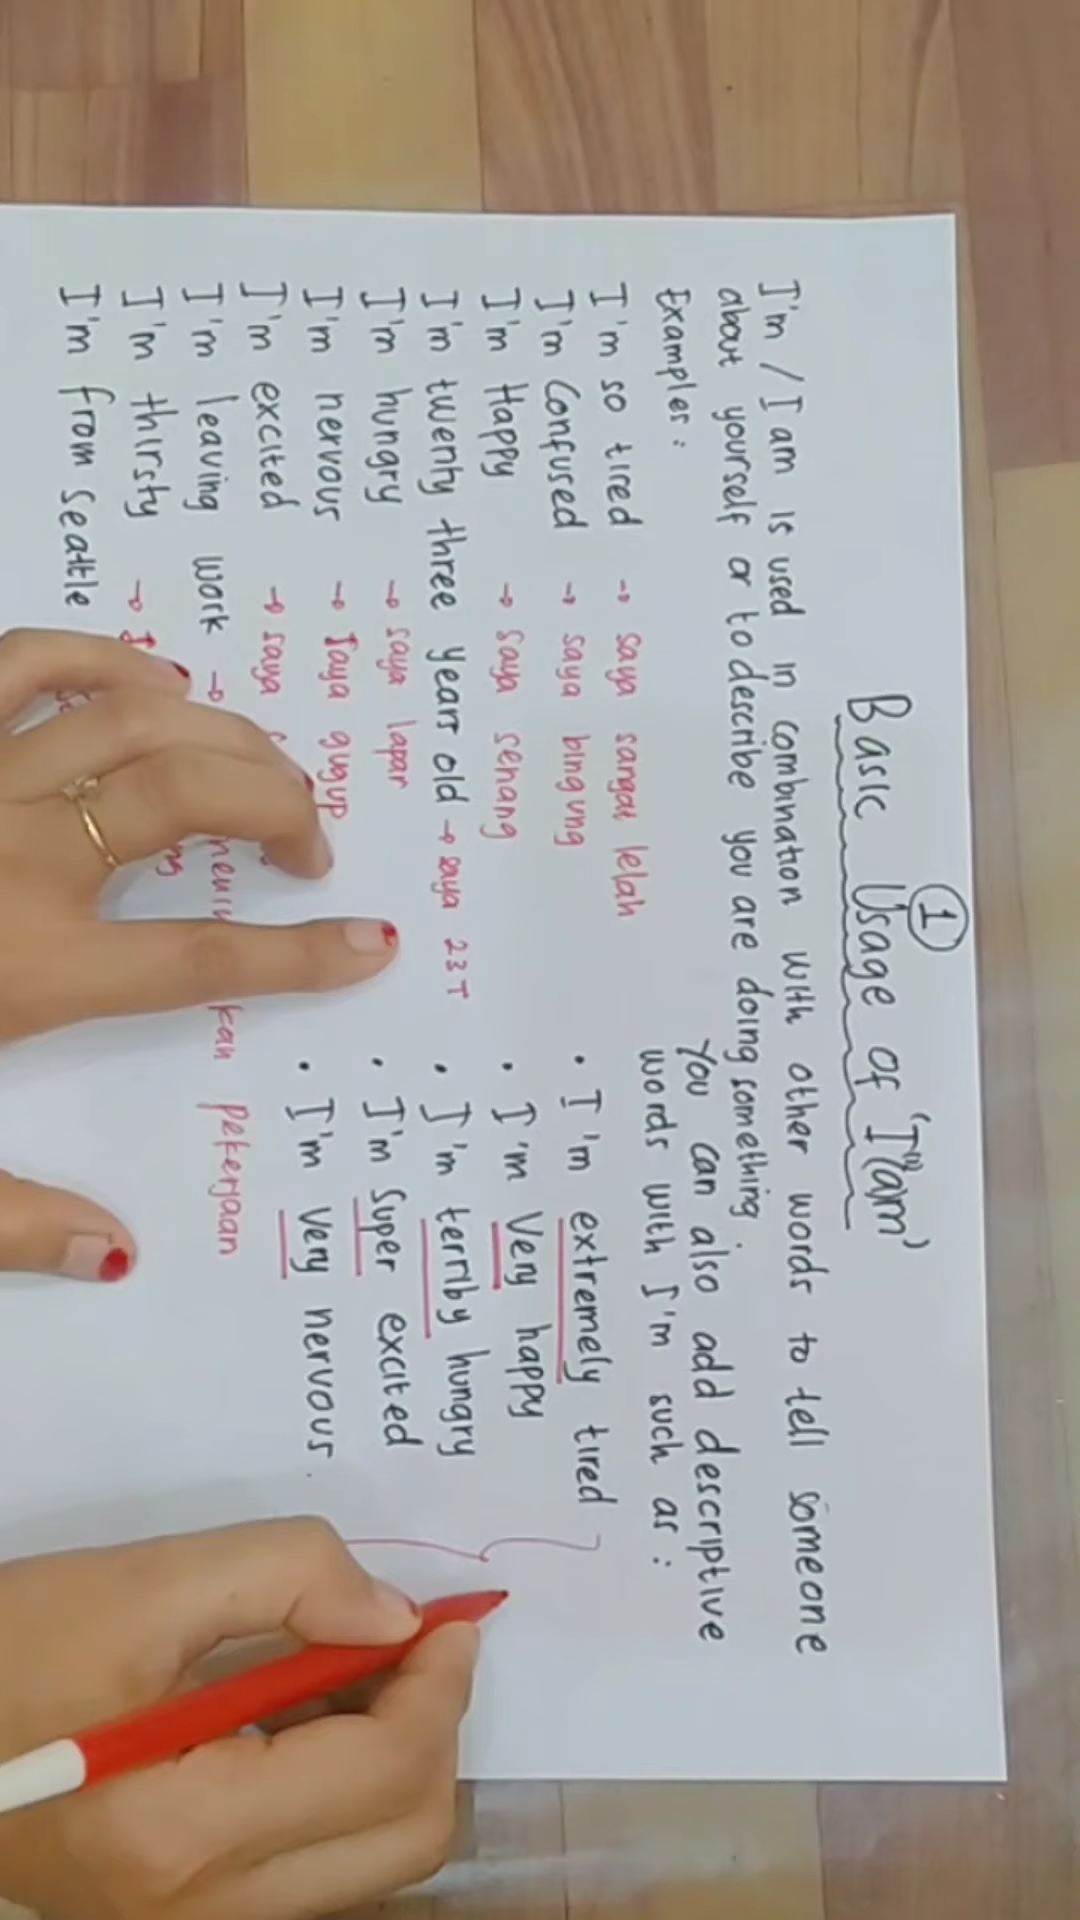 1
Basic Usage of 'I(a)m'
I'm / I am is used in combination with other words to tell someone
about yourself or to describe you are doing something.
Examples :
I'm so tired → saya sangat lelah
I'm Confused → saya bingung
I'm Happy → saya senang
I'm twenty three years old → saya 23 T
I'm hungry → saya lapar
I'm nervous → saya gugup
I'm excited → saya
I'm leaving work → kan pekerjaan
I'm thirsty →
I'm from Seattle
You can also add descriptive
words with I'm such as :
• I'm extremely tired
• I'm Very happy
• I'm terriby hungry
• I'm Super excited
• I'm Very nervous.